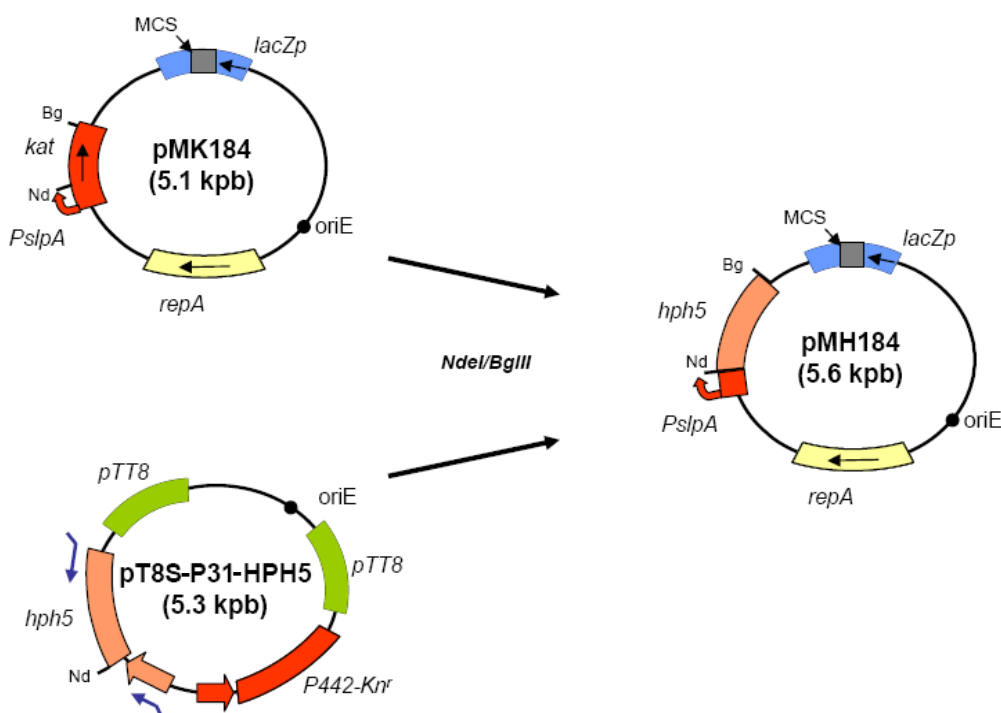 MCS
lacZp
Bg
kat
pMK184
(5.1 kpb)
Nd
PslpA
oriE
repA
NdeI/BglII
MCS
lacZp
Bg
hph5
pMH184
(5.6 kpb)
Nd
PslpA
oriE
repA
pTT8
oriE
pT8S-P31-HPH5
(5.3 kpb)
pTT8
hph5
Nd
P442-Knʳ